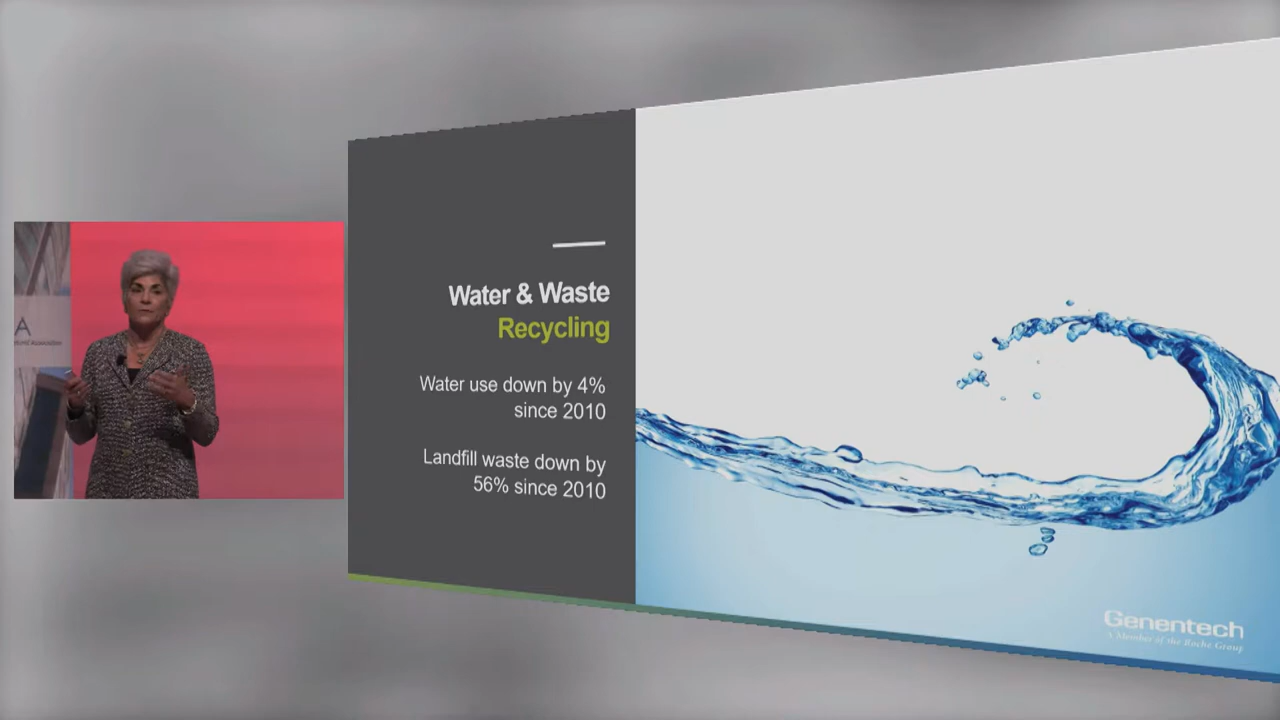 A
Water & Waste
Recycling
Water use down by 4%
since 2010
Landfill waste down by
56% since 2010
Genentech
A Member of the Roche Group